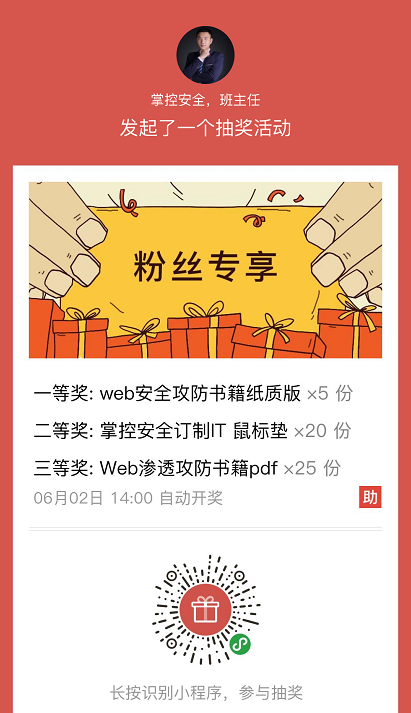 掌控安全，班主任
发起了一个抽奖活动
粉丝专享
一等奖: web安全攻防书籍纸质版 ×5 份
二等奖: 掌控安全订制IT 鼠标垫 ×20 份
三等奖: Web渗透攻防书籍pdf ×25 份
06月02日 14:00 自动开奖
助
长按识别小程序，参与抽奖